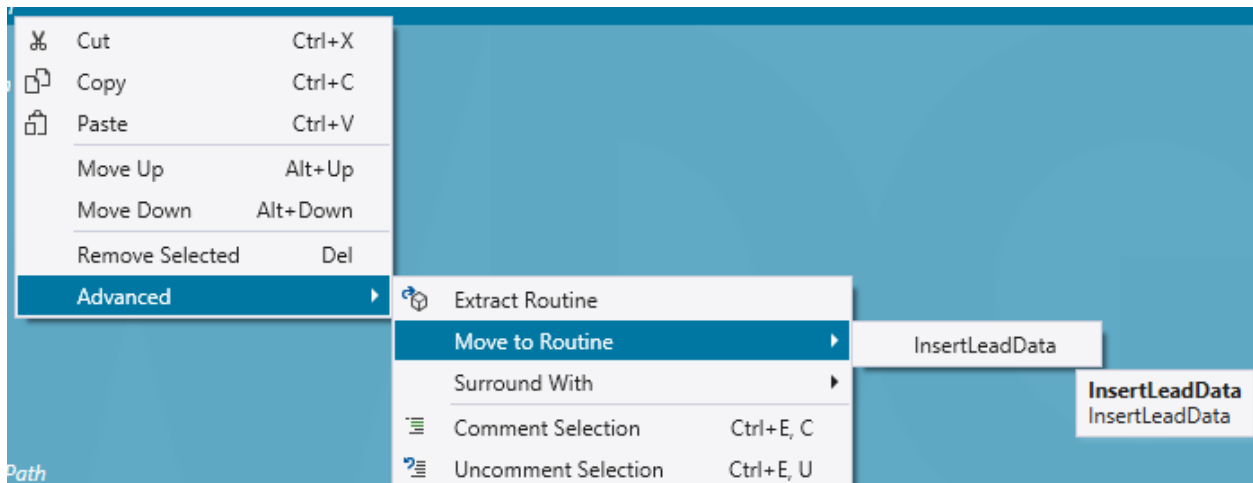 Cut Ctrl+X
Copy Ctrl+C
Paste Ctrl+V
Move Up Alt+Up
Move Down Alt+Down
Remove Selected Del
Advanced
Extract Routine
Move to Routine
InsertLeadData
Surround With
InsertLeadData
InsertLeadData
Comment Selection Ctrl+E, C
Uncomment Selection Ctrl+E, U
Path